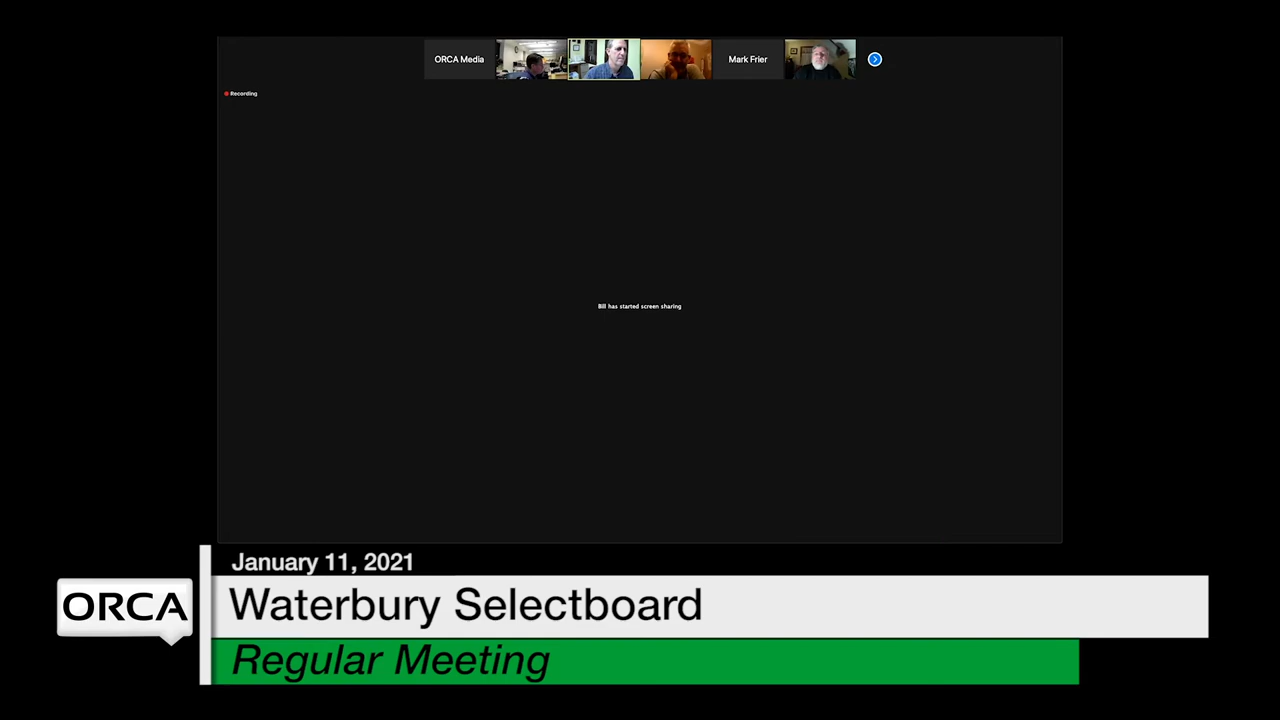 ORCA Media
Mark Frier
Recording
Bill has started screen sharing
January 11, 2021
ORCA
Waterbury Selectboard
Regular Meeting